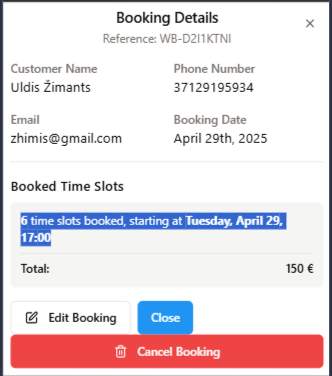 Booking Details
Reference: WB-D2I1KTNI
Customer Name
Uldis Žimants
Phone Number
37129195934
Email
zhimis@gmail.com
Booking Date
April 29th, 2025
Booked Time Slots
6 time slots booked, starting at Tuesday, April 29,
17:00
Total: 150 €
Edit Booking
Close
Cancel Booking